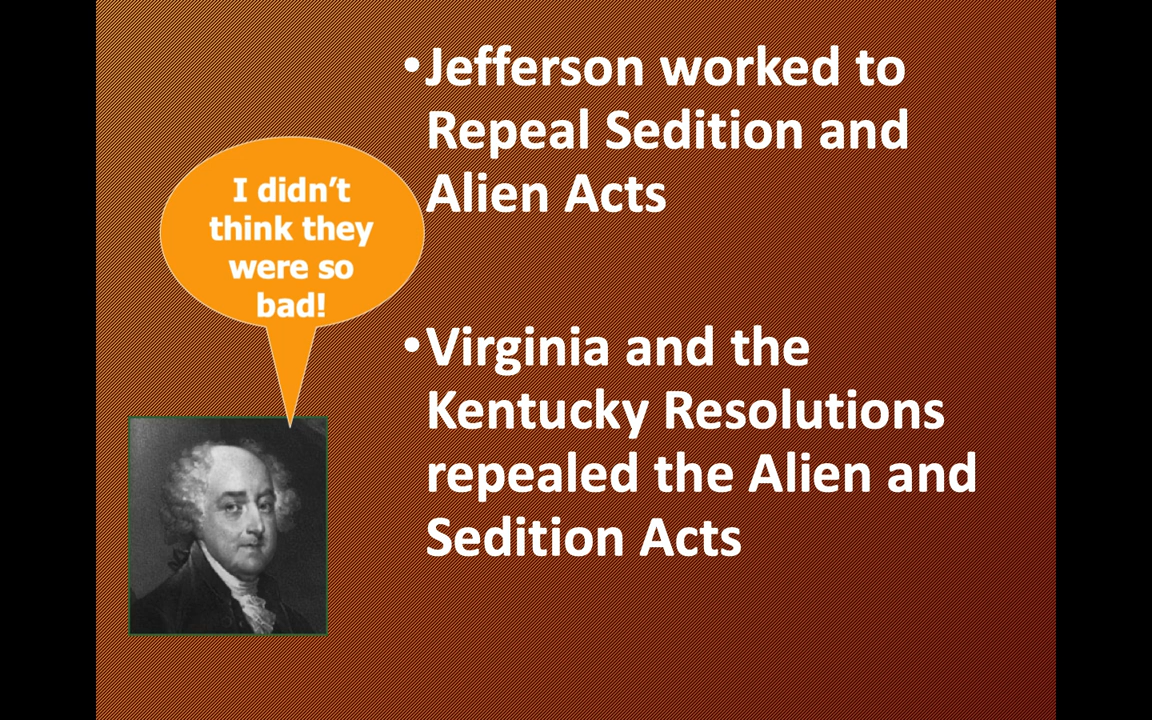 •Jefferson worked to
Repeal Sedition and
Alien Acts
I didn’t
think they
were so
bad!
•Virginia and the
Kentucky Resolutions
repealed the Alien and
Sedition Acts